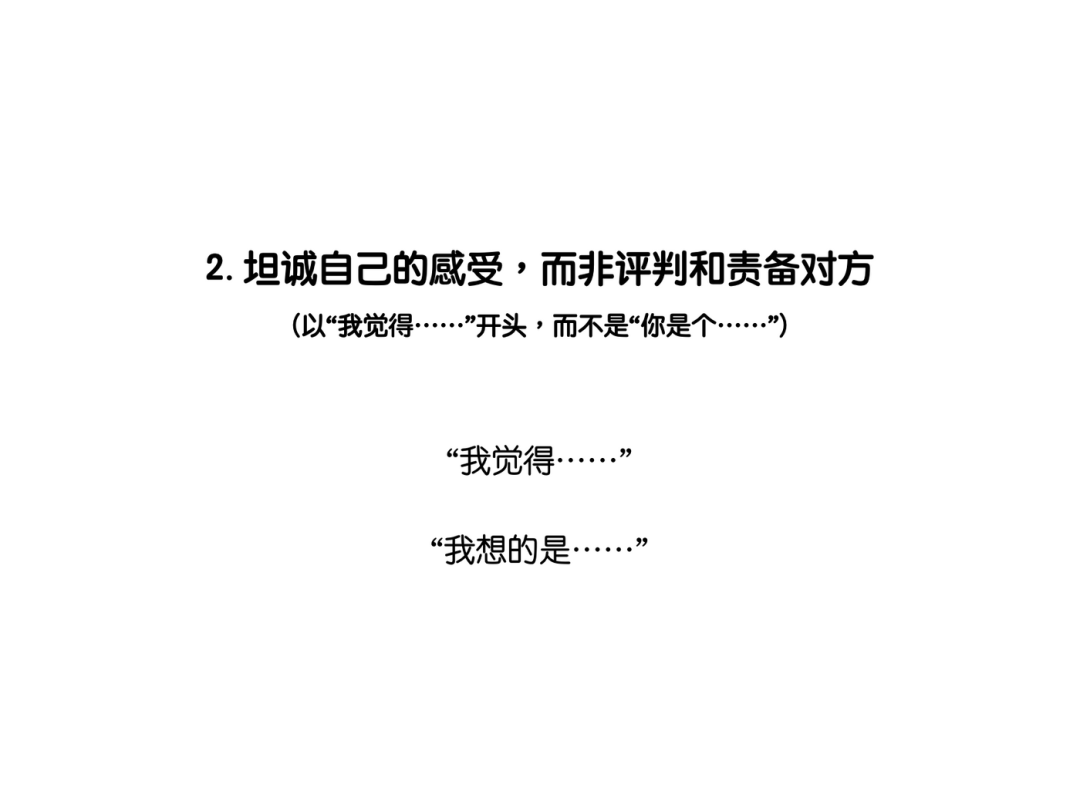 2. 坦诚自己的感受，而非评判和责备对方
（以“我觉得……”开头，而不是“你是个……”）
“我觉得……”
“我想的是……”